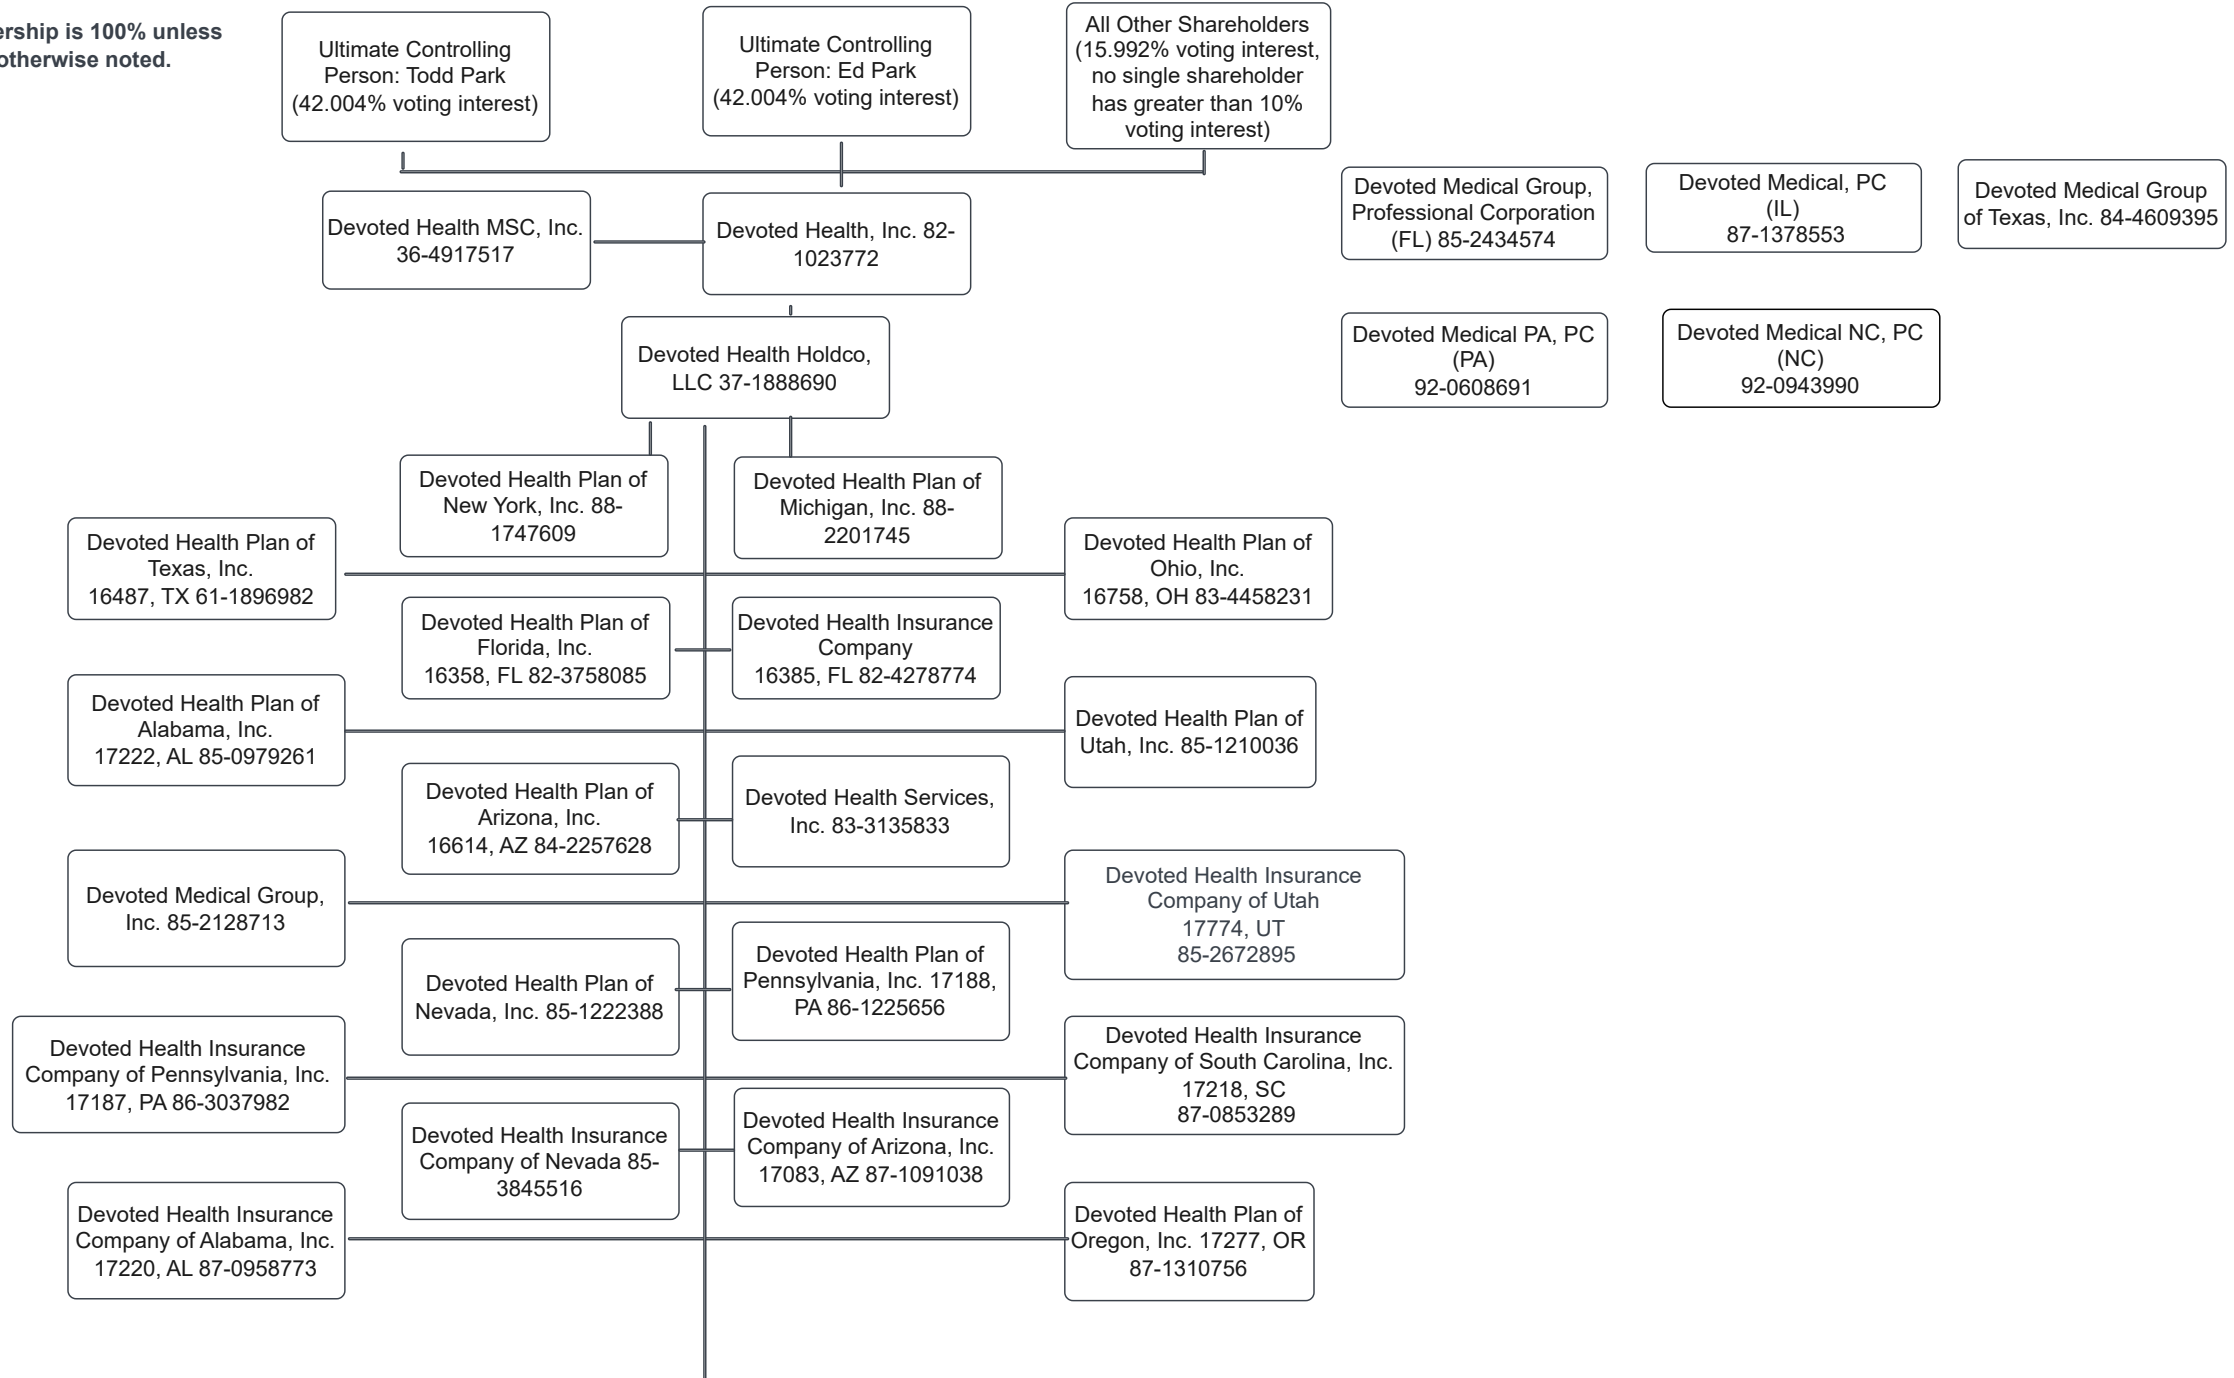 ership is 100% unless
otherwise noted.
Ultimate Controlling
Person: Todd Park
(42.004% voting interest)
Ultimate Controlling
Person: Ed Park
(42.004% voting interest)
All Other Shareholders
(15.992% voting interest,
no single shareholder
has greater than 10%
voting interest)
Devoted Health MSC, Inc.
36-4917517
Devoted Health, Inc. 82-
1023772
Devoted Medical Group,
Professional Corporation
(FL) 85-2434574
Devoted Medical, PC
(IL)
87-1378553
Devoted Medical Group
of Texas, Inc. 84-4609395
Devoted Health Holdco,
LLC 37-1888690
Devoted Medical PA, PC
(PA)
92-0608691
Devoted Medical NC, PC
(NC)
92-0943990
Devoted Health Plan of
New York, Inc. 88-
1747609
Devoted Health Plan of
Michigan, Inc. 88-
2201745
Devoted Health Plan of
Texas, Inc.
16487, TX 61-1896982
Devoted Health Plan of
Ohio, Inc.
16758, OH 83-4458231
Devoted Health Plan of
Florida, Inc.
16358, FL 82-3758085
Devoted Health Insurance
Company
16385, FL 82-4278774
Devoted Health Plan of
Alabama, Inc.
17222, AL 85-0979261
Devoted Health Plan of
Utah, Inc. 85-1210036
Devoted Health Plan of
Arizona, Inc.
16614, AZ 84-2257628
Devoted Health Services,
Inc. 83-3135833
Devoted Medical Group,
Inc. 85-2128713
Devoted Health Insurance
Company of Utah
17774, UT
85-2672895
Devoted Health Plan of
Nevada, Inc. 85-1222388
Devoted Health Plan of
Pennsylvania, Inc. 17188,
PA 86-1225656
Devoted Health Insurance
Company of Pennsylvania, Inc.
17187, PA 86-3037982
Devoted Health Insurance
Company of South Carolina, Inc.
17218, SC
87-0853289
Devoted Health Insurance
Company of Nevada 85-
3845516
Devoted Health Insurance
Company of Arizona, Inc.
17083, AZ 87-1091038
Devoted Health Insurance
Company of Alabama, Inc.
17220, AL 87-0958773
Devoted Health Plan of
Oregon, Inc. 17277, OR
87-1310756